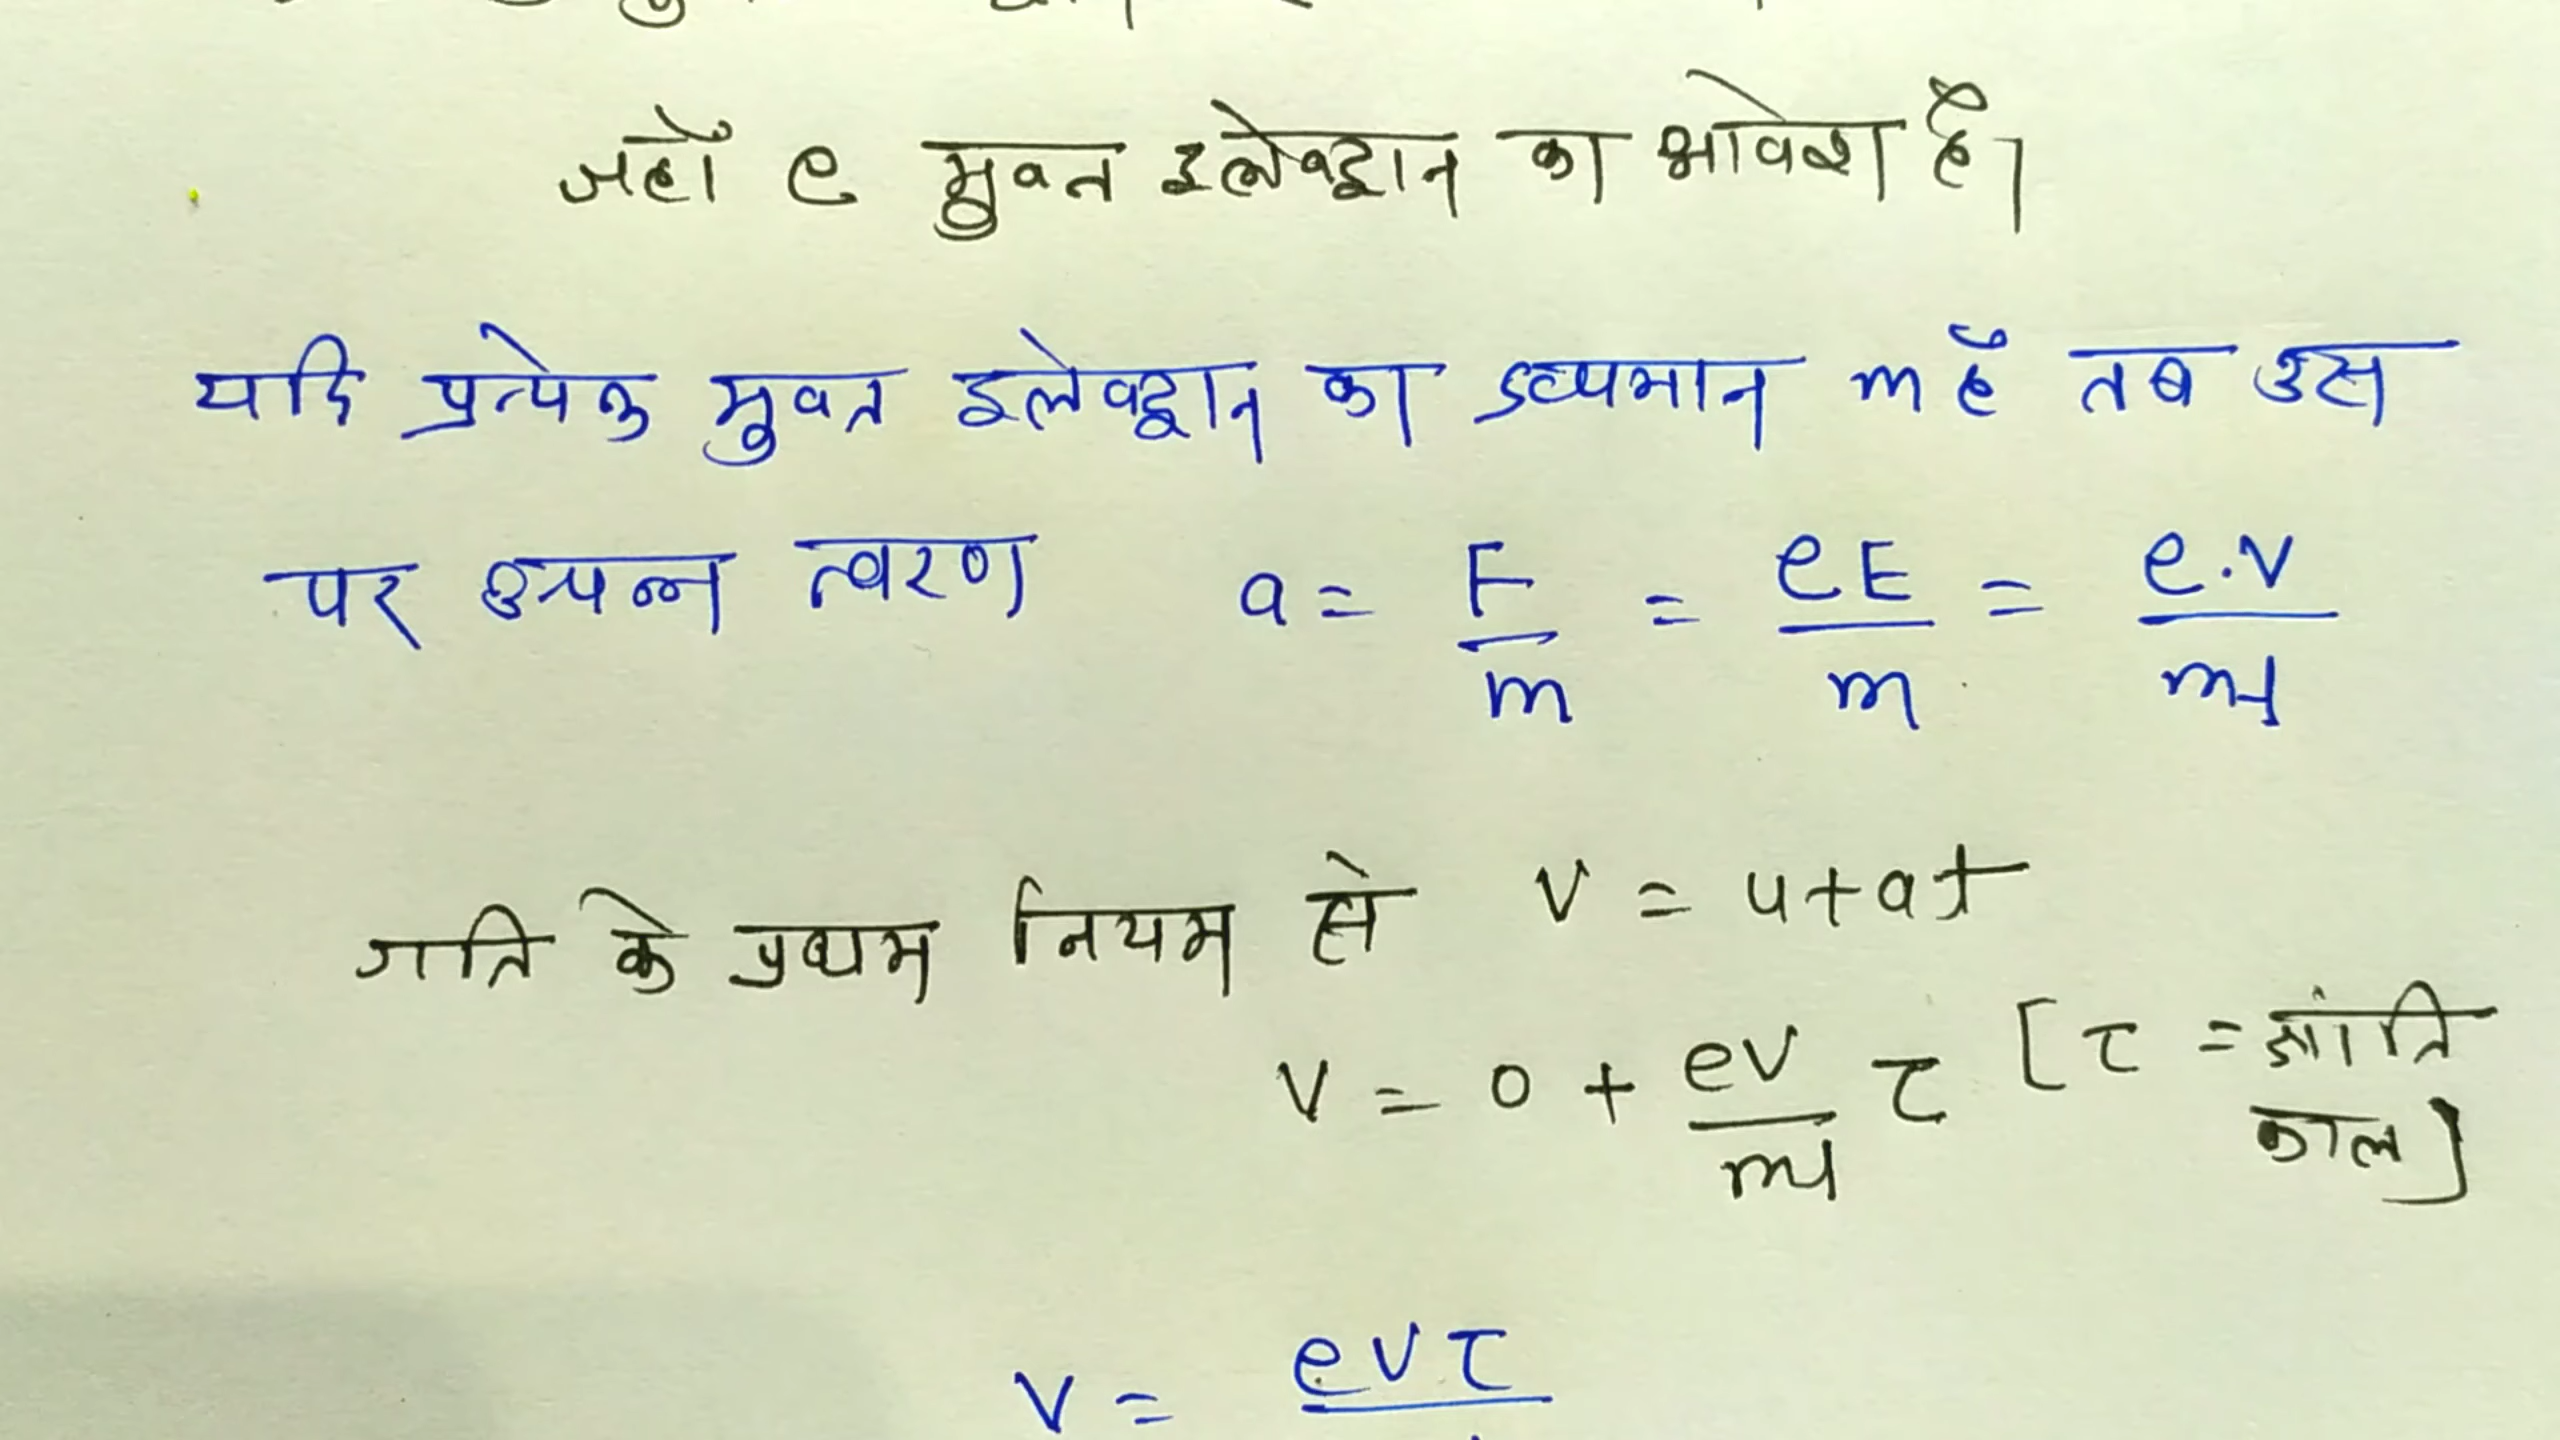 जहाँ e मुक्त इलेक्ट्रान का आवेश है।
यदि प्रत्येक मुक्त इलेक्ट्रान का द्रव्यमान m है तब उस
पर उत्पन्न त्वरण a = F/m = eE/m = e.V/ml
गति के प्रथम नियम से V = u+at
V = 0 + eV/ml τ [τ = श्रांति
काल]
V = eVτ